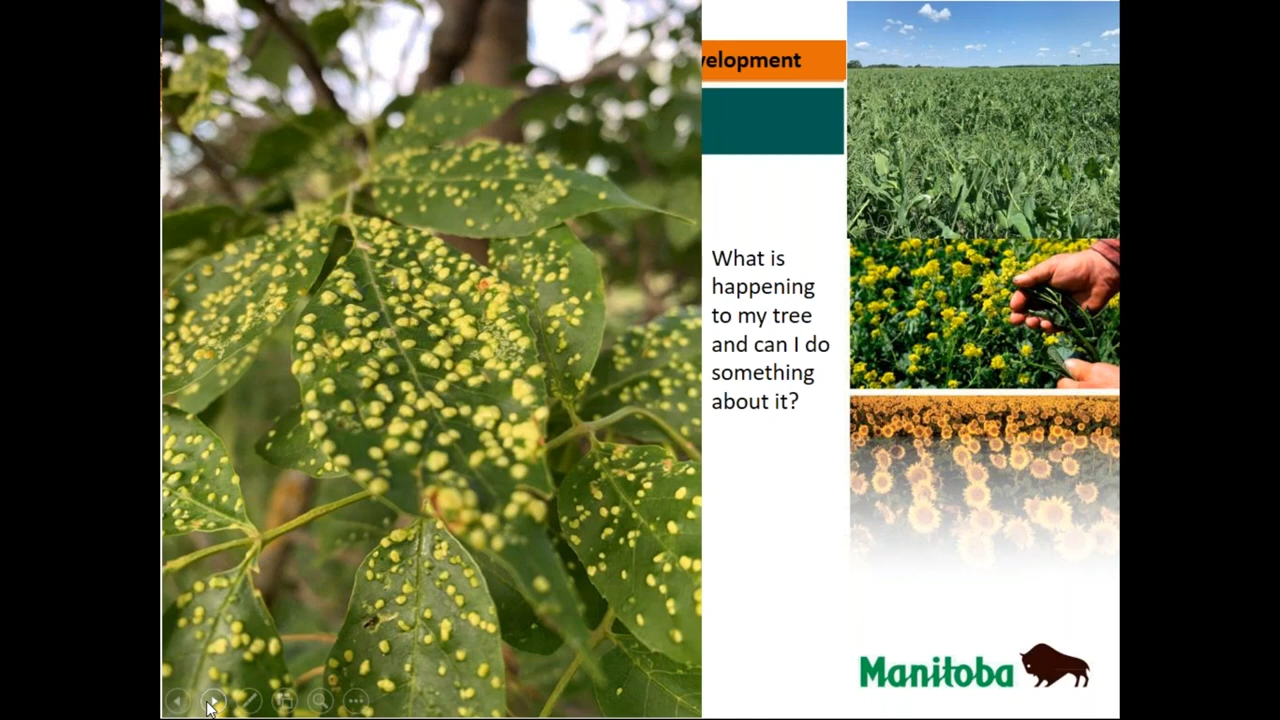 velopment
What is
happening
to my tree
and can I do
something
about it?
Manitoba